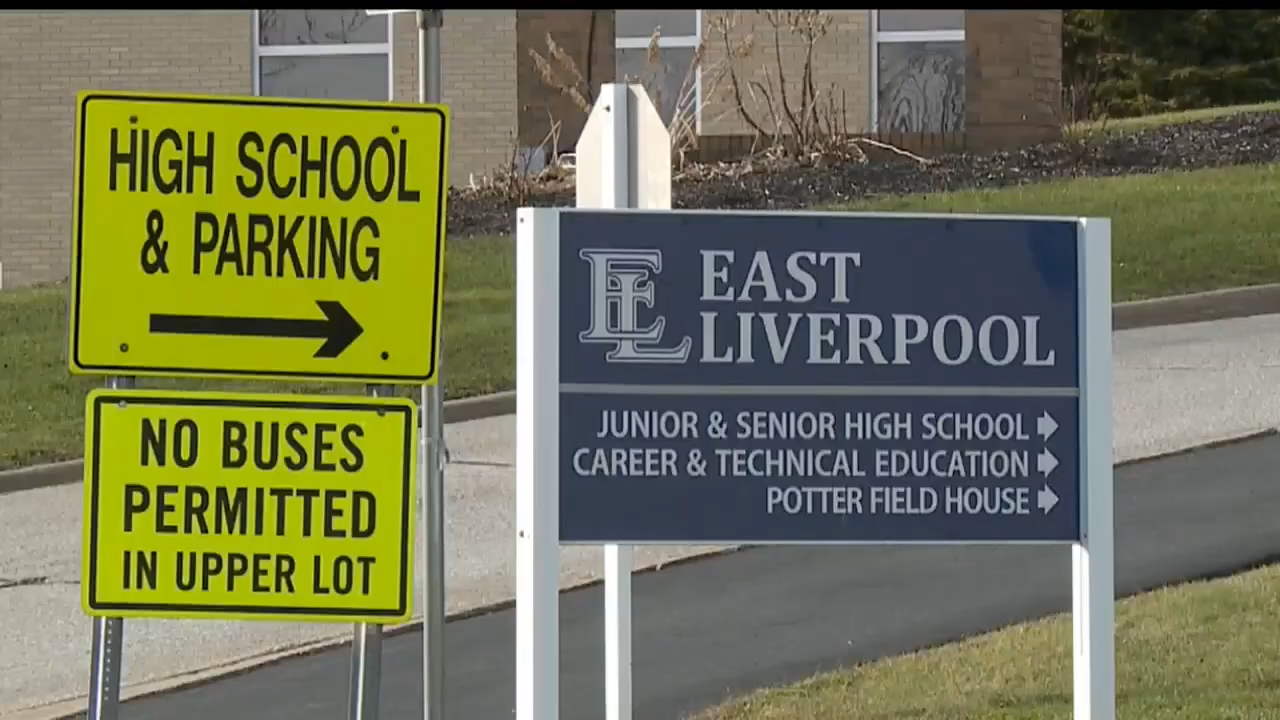 HIGH SCHOOL
& PARKING
NO BUSES
PERMITTED
IN UPPER LOT
EL
EAST
LIVERPOOL
JUNIOR & SENIOR HIGH SCHOOL
CAREER & TECHNICAL EDUCATION
POTTER FIELD HOUSE